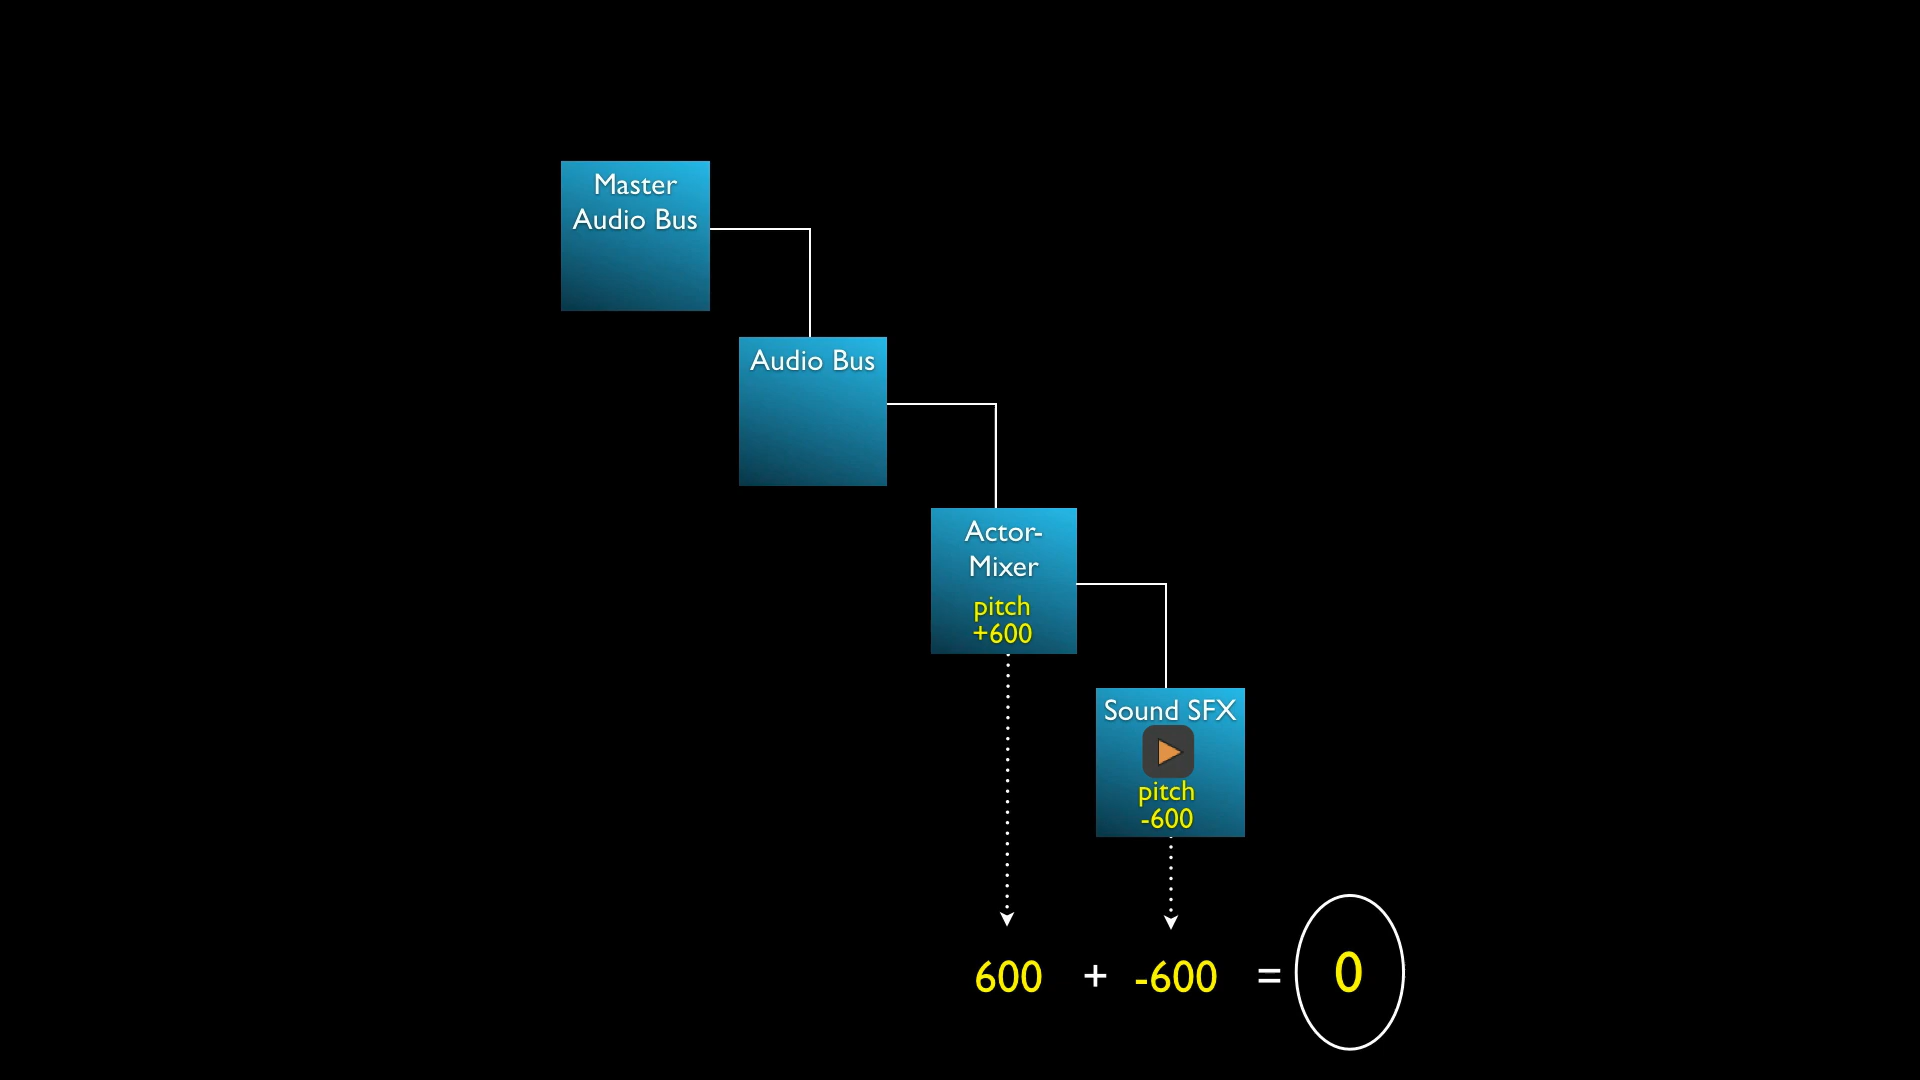 Master
Audio Bus
Audio Bus
Actor-
Mixer
pitch
+600
Sound SFX
pitch
-600
600 + -600 = 0